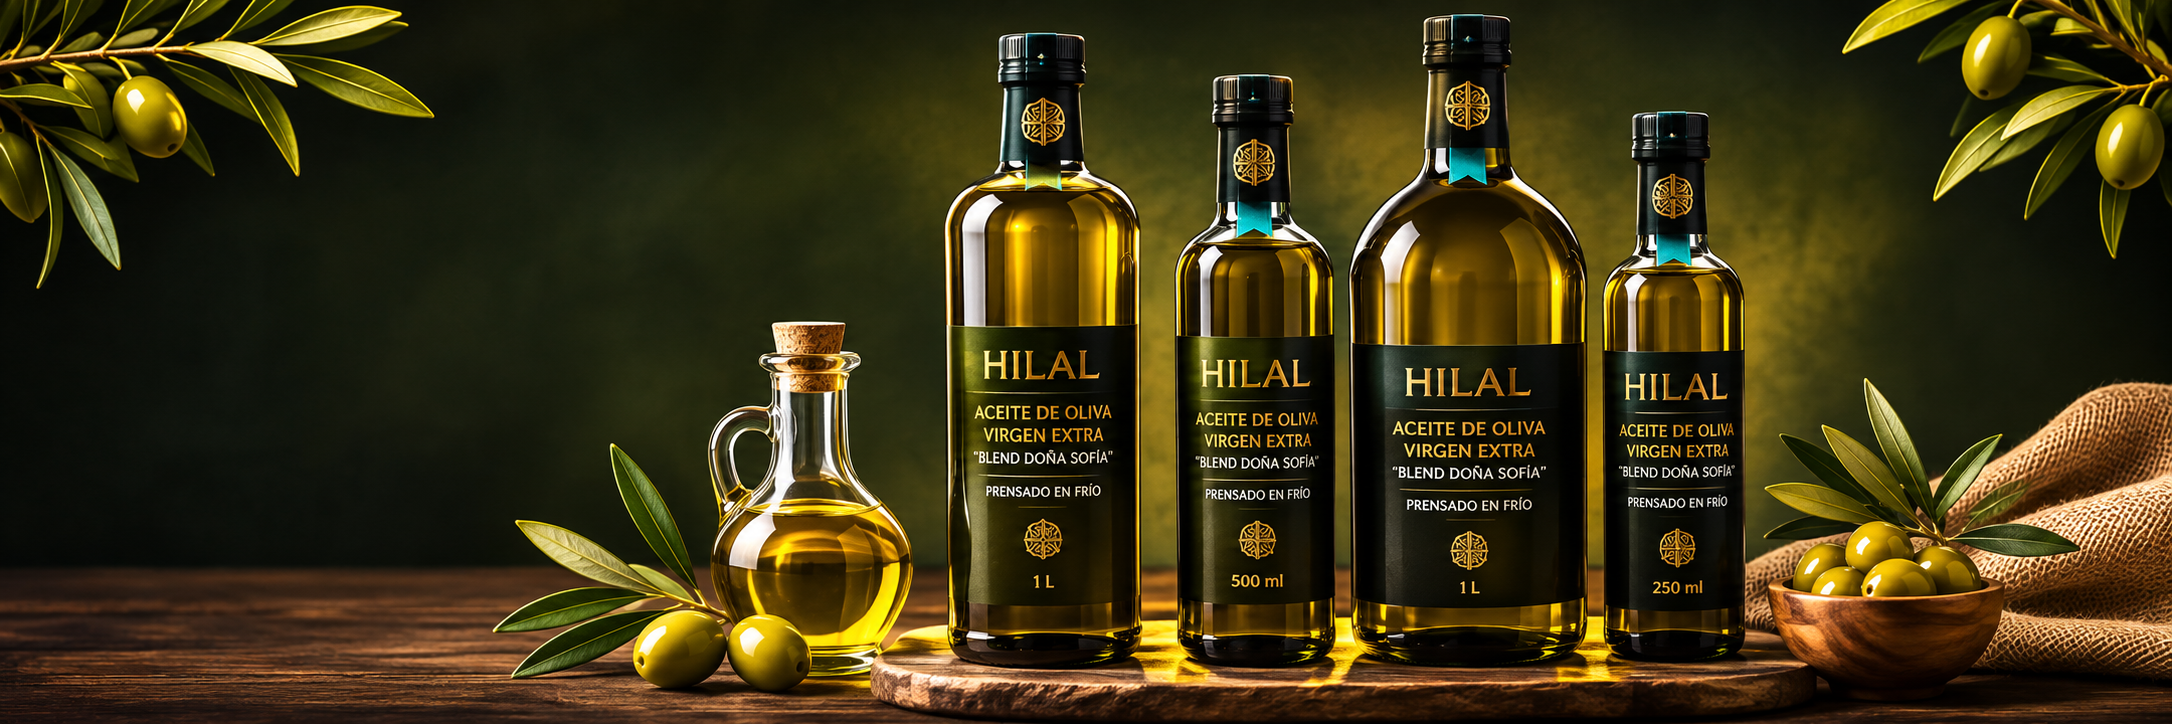 HILAL
ACEITE DE OLIVA
VIRGEN EXTRA
"BLEND DOÑA SOFÍA"
PRENSADO EN FRÍO
1 L
HILAL
ACEITE DE OLIVA
VIRGEN EXTRA
"BLEND DOÑA SOFÍA"
PRENSADO EN FRÍO
500 ml
HILAL
ACEITE DE OLIVA
VIRGEN EXTRA
"BLEND DOÑA SOFÍA"
PRENSADO EN FRÍO
1 L
HILAL
ACEITE DE OLIVA
VIRGEN EXTRA
"BLEND DOÑA SOFÍA"
PRENSADO EN FRÍO
250 ml